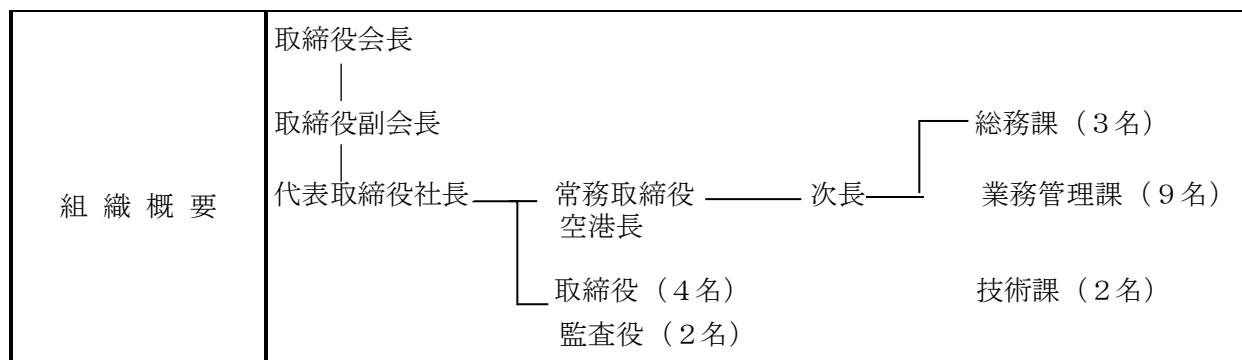 取締役会長
取締役副会長
総務課（３名）
組織概要
代表取締役社長
常務取締役
空港長
次長
業務管理課（９名）
取締役（４名）
技術課（２名）
監査役（２名）